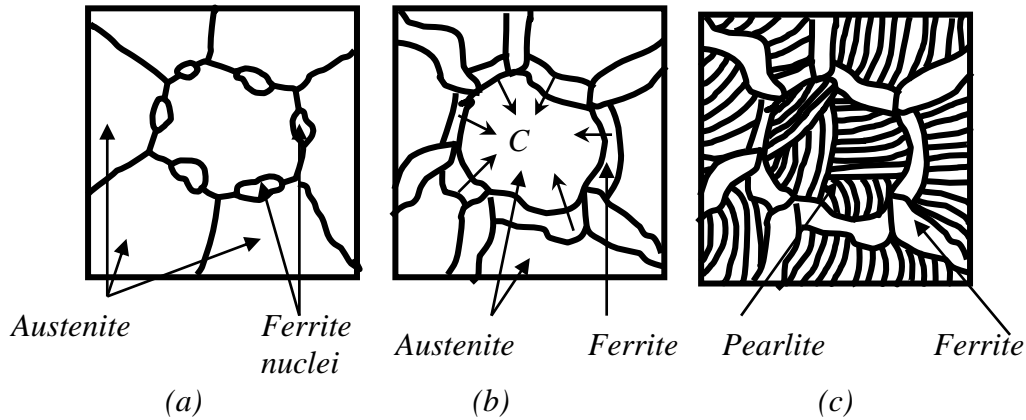 C
Austenite
Ferrite
nuclei
Austenite
Ferrite
Pearlite
Ferrite
(a)
(b)
(c)